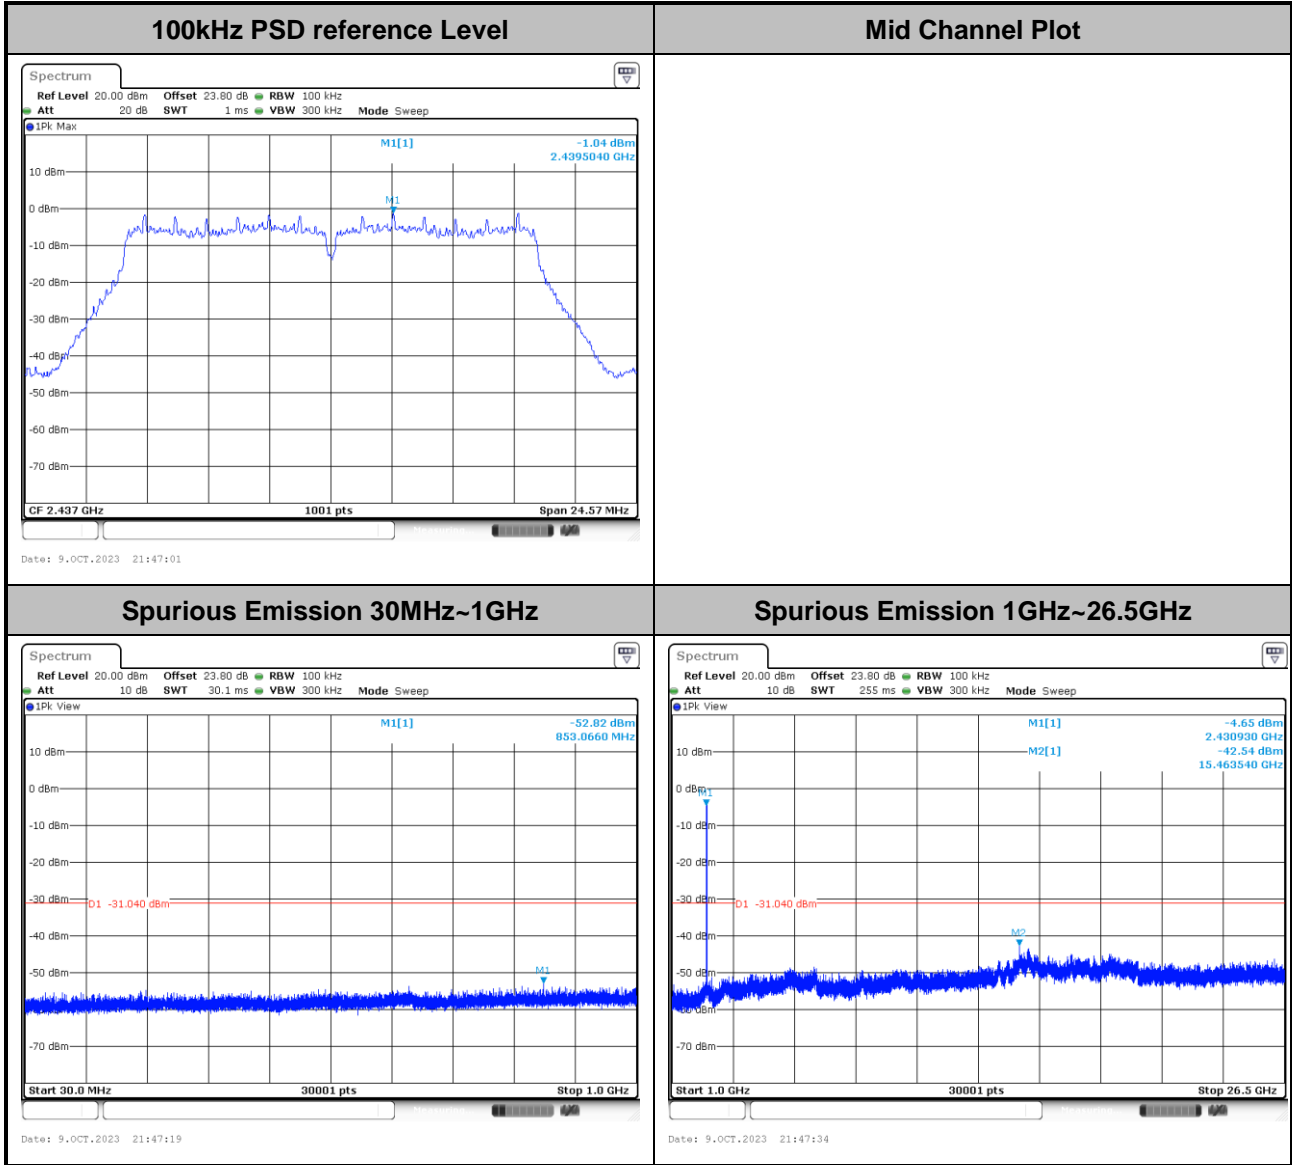 100kHz PSD reference Level
Mid Channel Plot
Spectrum
Ref Level 20.00 dBm Offset 23.80 dB RBW 100 kHz
Att 20 dB SWT 1 ms VBW 300 kHz Mode Sweep
1Pk Max
M1[1] -1.04 dBm
2.4395040 GHz
10 dBm
M1
0 dBm
-10 dBm
-20 dBm
-30 dBm
-40 dBm
-50 dBm
-60 dBm
-70 dBm
CF 2.437 GHz 1001 pts Span 24.57 MHz
Measuring...
Date: 9.OCT.2023 21:47:01
Spurious Emission 30MHz~1GHz
Spectrum
Ref Level 20.00 dBm Offset 23.80 dB RBW 100 kHz
Att 10 dB SWT 30.1 ms VBW 300 kHz Mode Sweep
1Pk View
M1[1] -52.82 dBm
853.0660 MHz
10 dBm
0 dBm
-10 dBm
-20 dBm
-30 dBm
D1 -31.040 dBm
-40 dBm
M1
-50 dBm
-70 dBm
Start 30.0 MHz 30001 pts Stop 1.0 GHz
Measuring...
Date: 9.OCT.2023 21:47:19
Spurious Emission 1GHz~26.5GHz
Spectrum
Ref Level 20.00 dBm Offset 23.80 dB RBW 100 kHz
Att 10 dB SWT 255 ms VBW 300 kHz Mode Sweep
1Pk View
M1[1] -4.65 dBm
2.430930 GHz
10 dBm M2[1] -42.54 dBm
15.463540 GHz
0 dBm
M1
-10 dBm
-20 dBm
-30 dBm
D1 -31.040 dBm
-40 dBm
M2
-50 dBm
-60 dBm
-70 dBm
Start 1.0 GHz 30001 pts Stop 26.5 GHz
Measuring...
Date: 9.OCT.2023 21:47:34